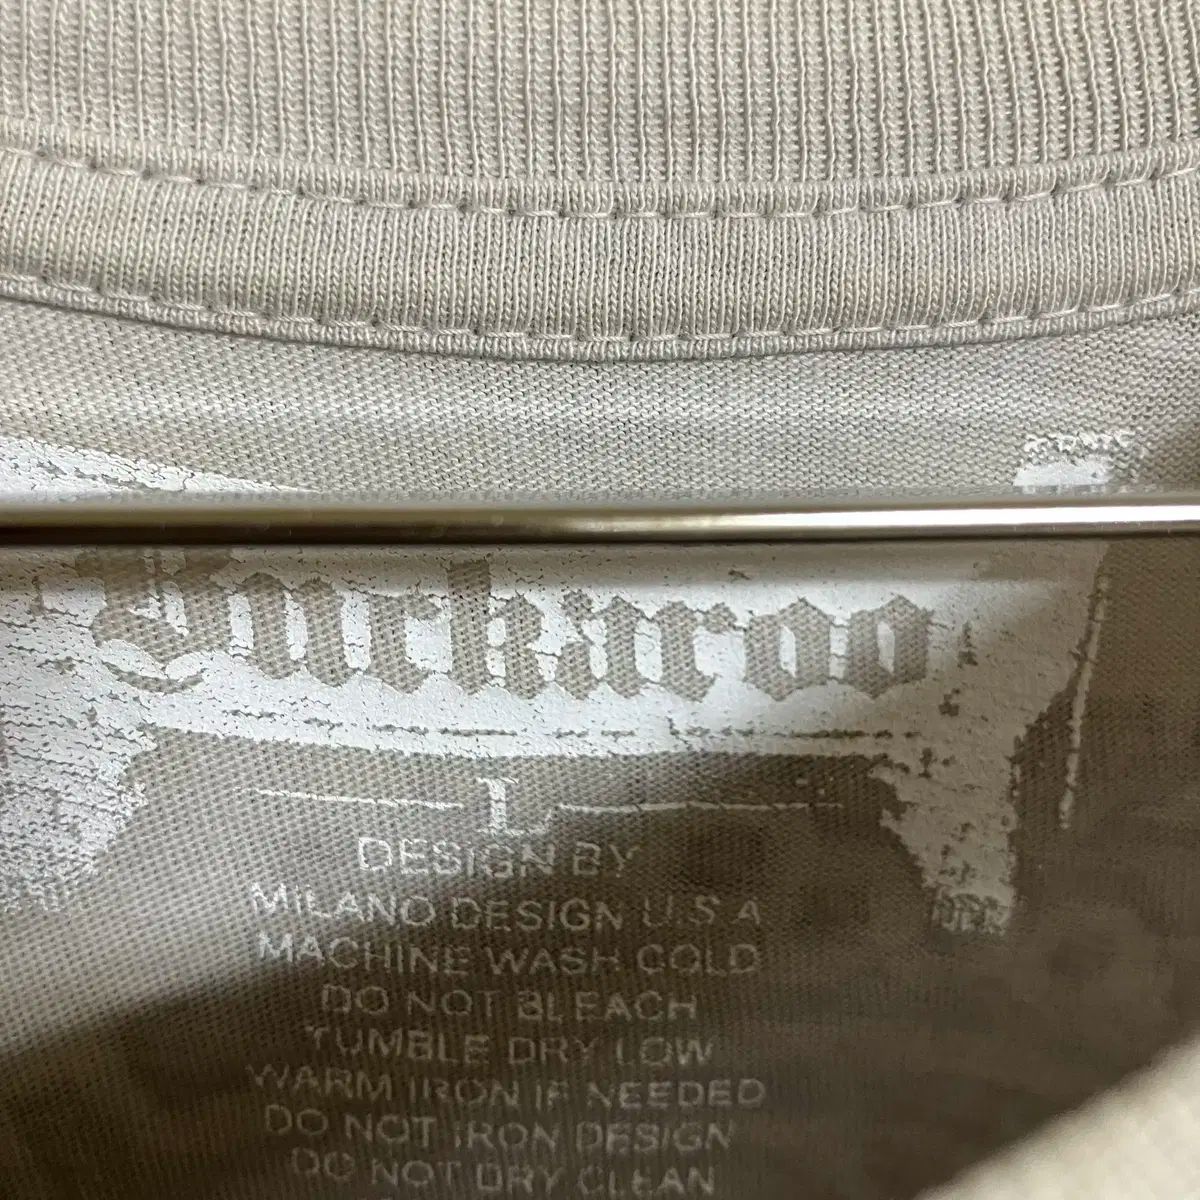 Buckaroo
L
DESIGN BY
MILANO DESIGN U.S A
MACHINE WASH COLD
DO NOT BLEACH
TUMBLE DRY LOW
WARM IRON IF NEEDED
DO NOT IRON DESIGN
DO NOT DRY CLEAN